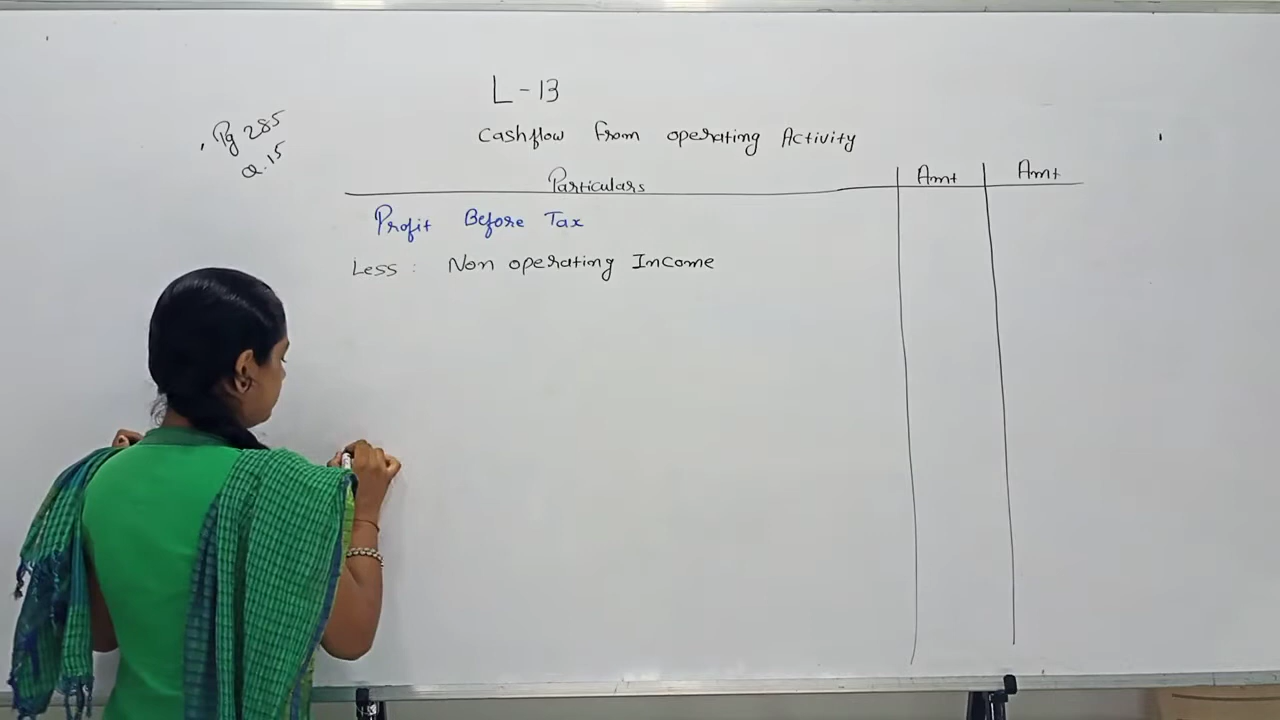 L-13
Pg 285
Q.15
Cashflow from operating Activity
Particulars Amt Amt
Profit Before Tax
Less: Non operating Income